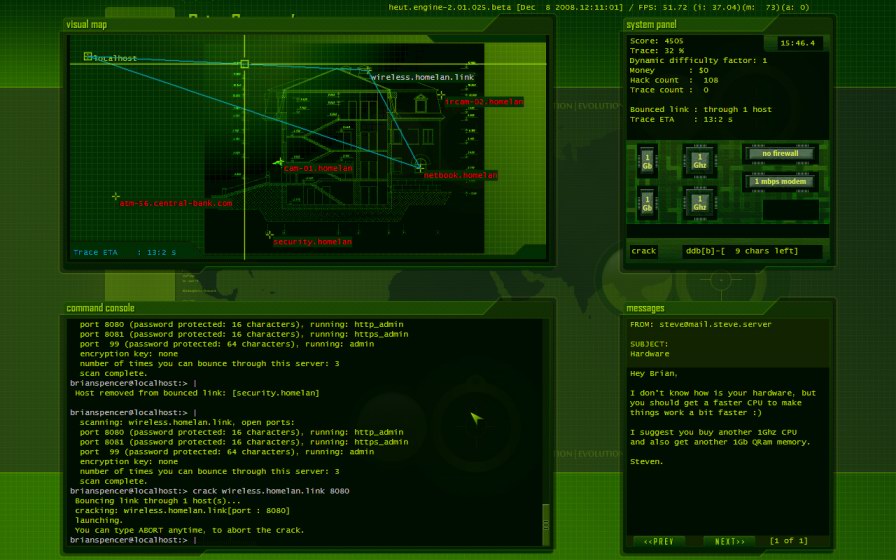 heut.engine-2.01.025.beta [Dec  8 2008.12:11:01] / FPS: 51.72 (i: 37.04)(m:  73)(a: 0)
visual map
localhost
wireless.homelan.link
ircam-02.homelan
cam-01.homelan
netbook.homelan
atm-56.central-bank.com
security.homelan
Trace ETA    : 13:2 s
system panel
Score: 4505
15:46.4
Trace: 32 %
Dynamic difficulty factor: 1
Money       : $0
Hack count  :  108
Trace count :  0
Bounced link : through 1 host
Trace ETA    : 13:2 s
1 Gb
1 Ghz
no firewall
1 mbps modem
1 Gb
1 Ghz
crack
ddb[b]-[  9 chars left]
command console
port 8080 (password protected: 16 characters), running: http_admin
port 8081 (password protected: 16 characters), running: https_admin
port  99 (password protected: 64 characters), running: admin
encryption key: none
number of times you can bounce through this server: 3
scan complete.
brianspencer@localhost:> |
Host removed from bounced link: [security.homelan]
brianspencer@localhost:> |
scanning: wireless.homelan.link, open ports:
port 8080 (password protected: 16 characters), running: http_admin
port 8081 (password protected: 16 characters), running: https_admin
port  99 (password protected: 64 characters), running: admin
encryption key: none
number of times you can bounce through this server: 3
scan complete.
brianspencer@localhost:> crack wireless.homelan.link 8080
Bouncing link through 1 host(s)...
cracking: wireless.homelan.link[port : 8080]
launching.
You can type ABORT anytime, to abort the crack.
brianspencer@localhost:> |
messages
FROM: steve@mail.steve.server
SUBJECT:
Hardware
Hey Brian,
I don't know how is your hardware, but
you should get a faster CPU to make
things work a bit faster :)
I suggest you buy another 1Ghz CPU
and also get another 1Gb QRam memory.
Steven.
<<PREV
NEXT>>
[1 of 1]